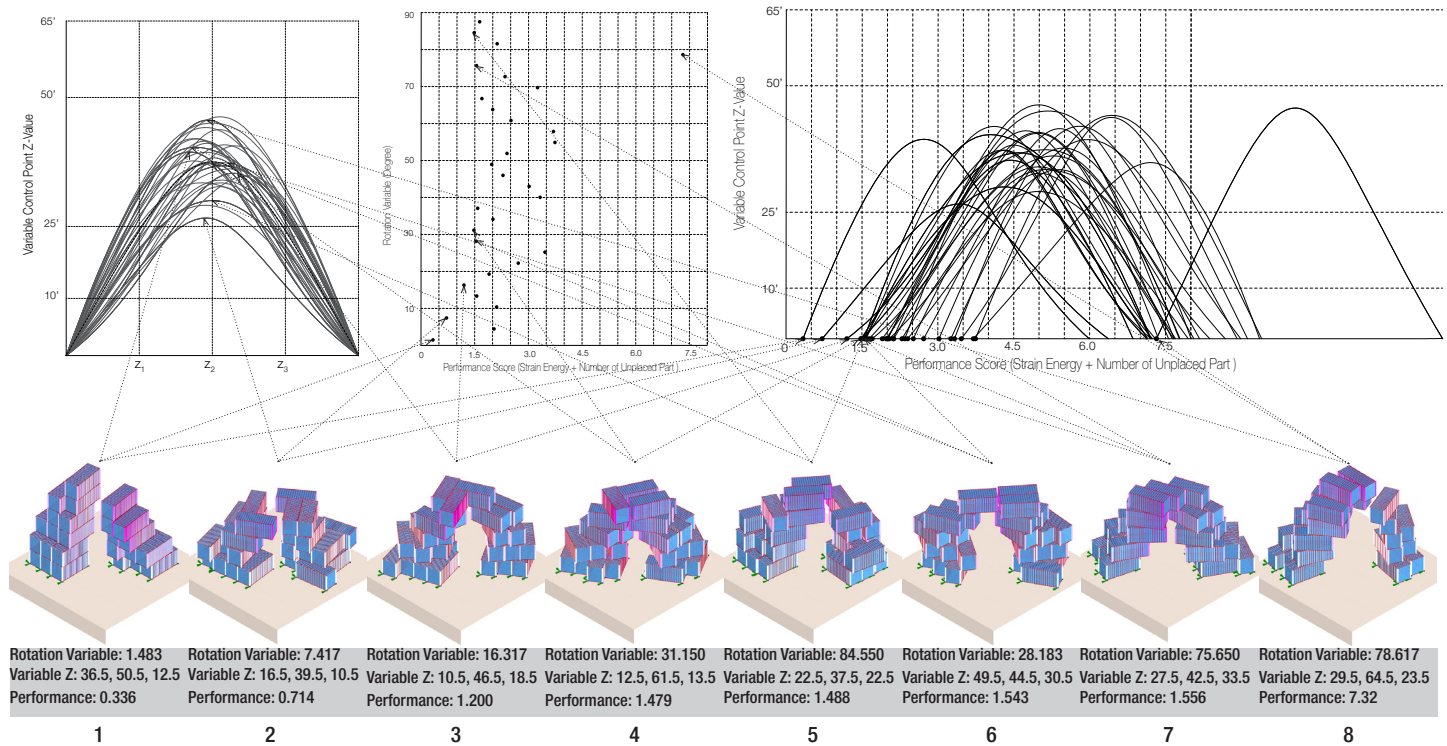 65'
50'
25'
10'
Variable Control Point Z-Value
Z1
Z2
Z3
90
70
50
30
10
Rotation Variable (Degree)
0
1.5
3.0
4.5
6.0
7.5
Performance Score (Strain Energy + Number of Unplaced Part )
65'
50'
25'
10'
Variable Control Point Z-Value
0
1.5
3.0
4.5
6.0
7.5
Performance Score (Strain Energy + Number of Unplaced Part )
Rotation Variable: 1.483
Variable Z: 36.5, 50.5, 12.5
Performance: 0.336
1
Rotation Variable: 7.417
Variable Z: 16.5, 39.5, 10.5
Performance: 0.714
2
Rotation Variable: 16.317
Variable Z: 10.5, 46.5, 18.5
Performance: 1.200
3
Rotation Variable: 31.150
Variable Z: 12.5, 61.5, 13.5
Performance: 1.479
4
Rotation Variable: 84.550
Variable Z: 22.5, 37.5, 22.5
Performance: 1.488
5
Rotation Variable: 28.183
Variable Z: 49.5, 44.5, 30.5
Performance: 1.543
6
Rotation Variable: 75.650
Variable Z: 27.5, 42.5, 33.5
Performance: 1.556
7
Rotation Variable: 78.617
Variable Z: 29.5, 64.5, 23.5
Performance: 7.32
8